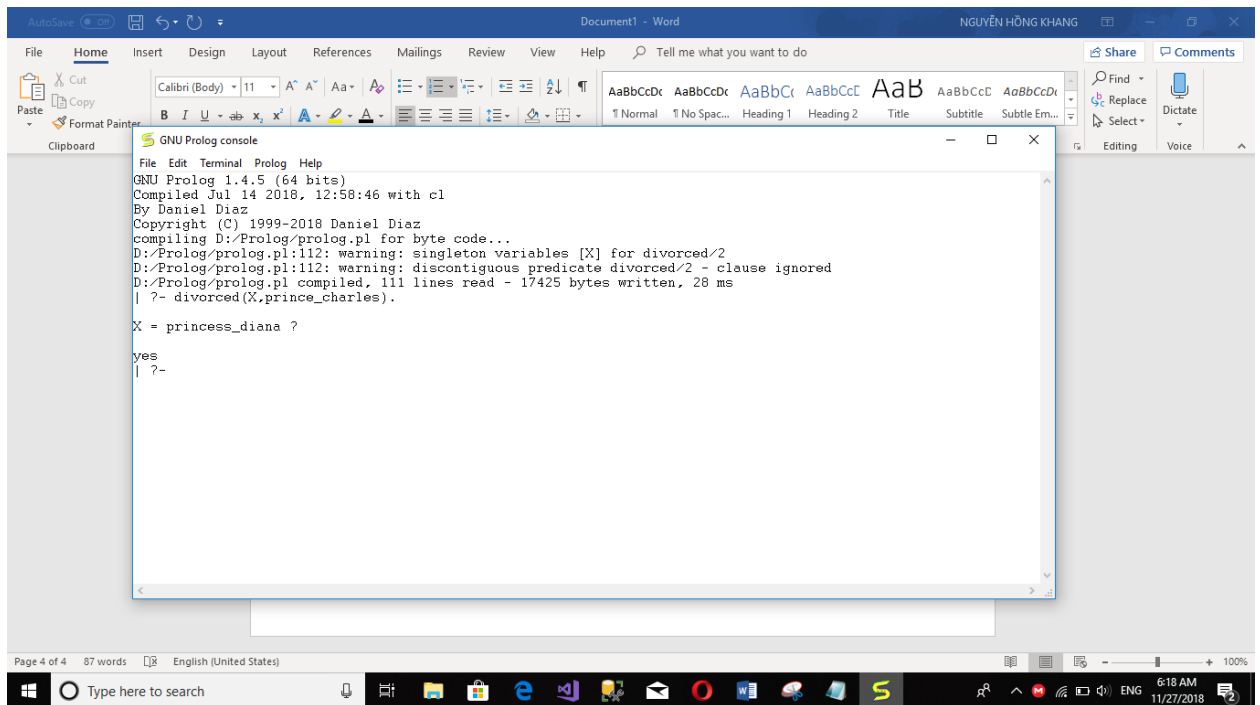 AutoSave Off Document1 - Word NGUYỄN HỒNG KHANG
File Home Insert Design Layout References Mailings Review View Help Tell me what you want to do Share Comments
Cut
Copy
Paste
Format Painter
Clipboard
Calibri (Body) 11 A^ Aˇ Aa A
B I U ab x₂ x² A A
AaBbCcDc AaBbCcDc AaBbC( AaBbCcE AaB AaBbCcD AaBbCcDc
¶ Normal ¶ No Spac... Heading 1 Heading 2 Title Subtitle Subtle Em...
Find
Replace
Select
Editing
Dictate
Voice
GNU Prolog console
File Edit Terminal Prolog Help
GNU Prolog 1.4.5 (64 bits)
Compiled Jul 14 2018, 12:58:46 with cl
By Daniel Diaz
Copyright (C) 1999-2018 Daniel Diaz
compiling D:/Prolog/prolog.pl for byte code...
D:/Prolog/prolog.pl:112: warning: singleton variables [X] for divorced/2
D:/Prolog/prolog.pl:112: warning: discontiguous predicate divorced/2 - clause ignored
D:/Prolog/prolog.pl compiled, 111 lines read - 17425 bytes written, 28 ms
| ?- divorced(X,prince_charles).
X = princess_diana ?
yes
| ?-
Page 4 of 4 87 words English (United States) 100%
Type here to search ENG 6:18 AM
11/27/2018